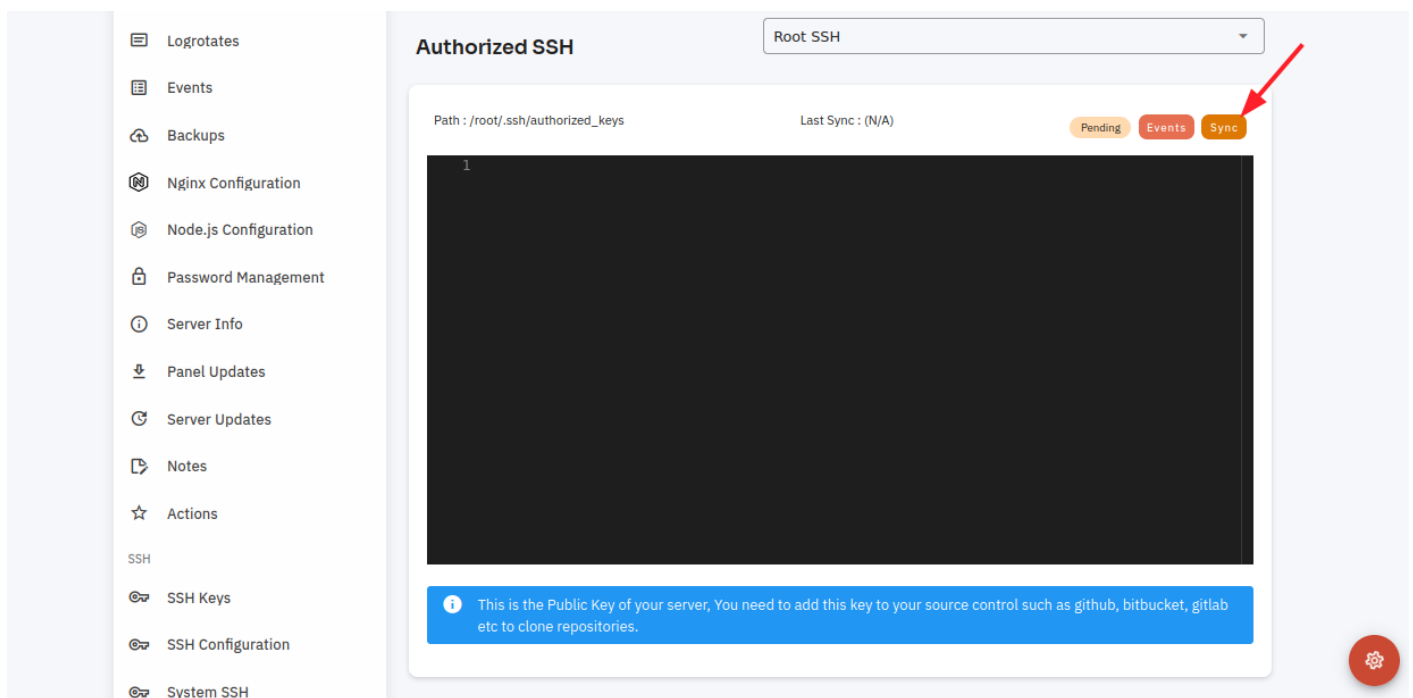 Logrotates
Events
Backups
Nginx Configuration
Node.js Configuration
Password Management
Server Info
Panel Updates
Server Updates
Notes
Actions
SSH
SSH Keys
SSH Configuration
System SSH
Authorized SSH
Root SSH
Path : /root/.ssh/authorized_keys
Last Sync : (N/A)
Pending
Events
Sync
1
This is the Public Key of your server, You need to add this key to your source control such as github, bitbucket, gitlab
etc to clone repositories.